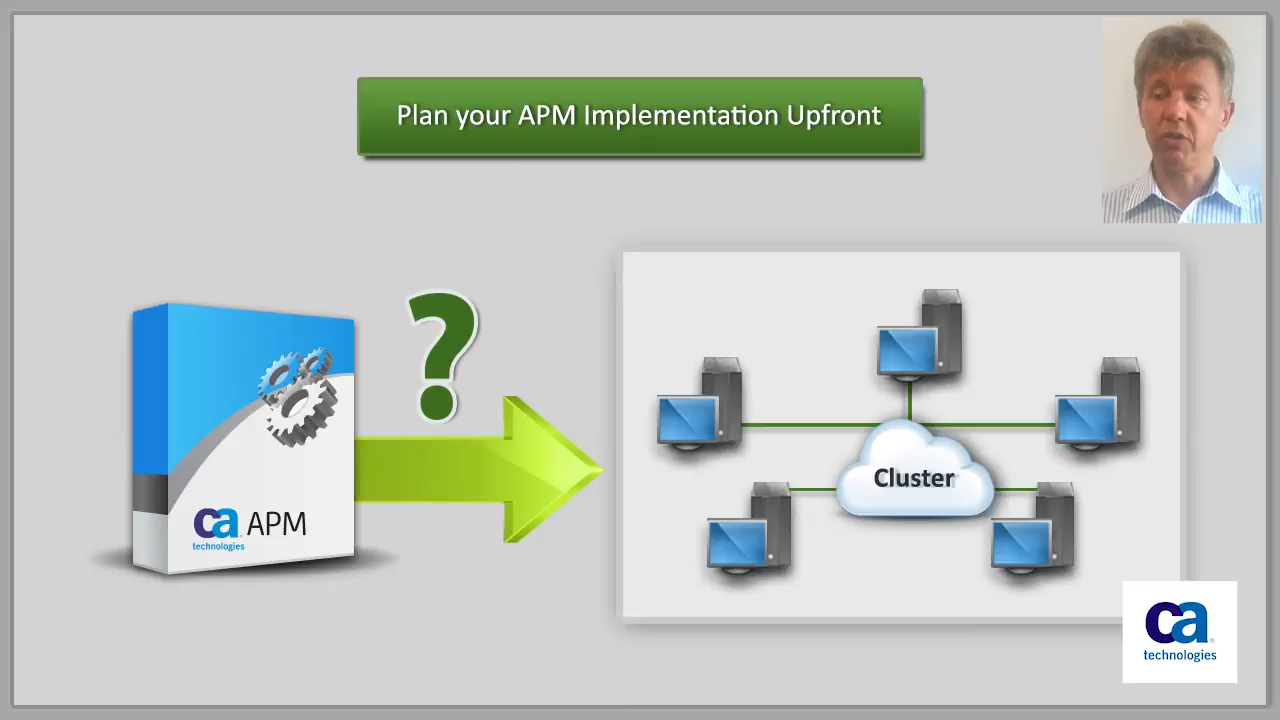 Plan your APM Implementation Upfront
?
Cluster
ca APM
technologies
ca
technologies